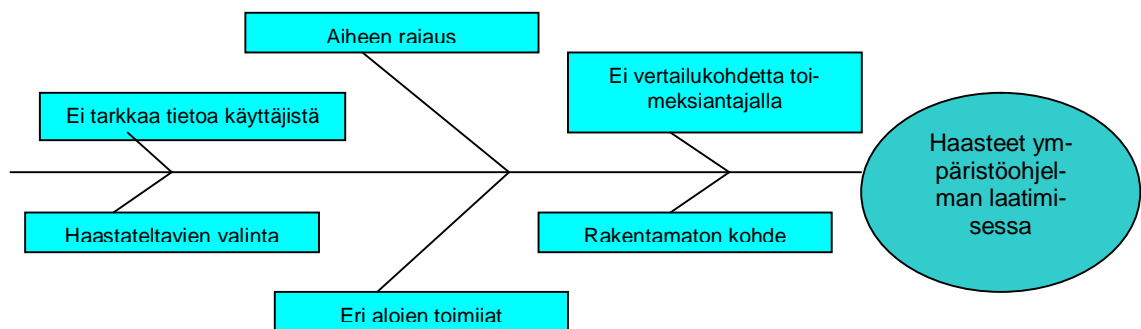 Aiheen rajaus
Ei vertailukohdetta toi-
meksiantajalla
Ei tarkkaa tietoa käyttäjistä
Haasteet ym-
päristöohjel-
man laatimi-
sessa
Haastateltavien valinta
Rakentamaton kohde
Eri alojen toimijat